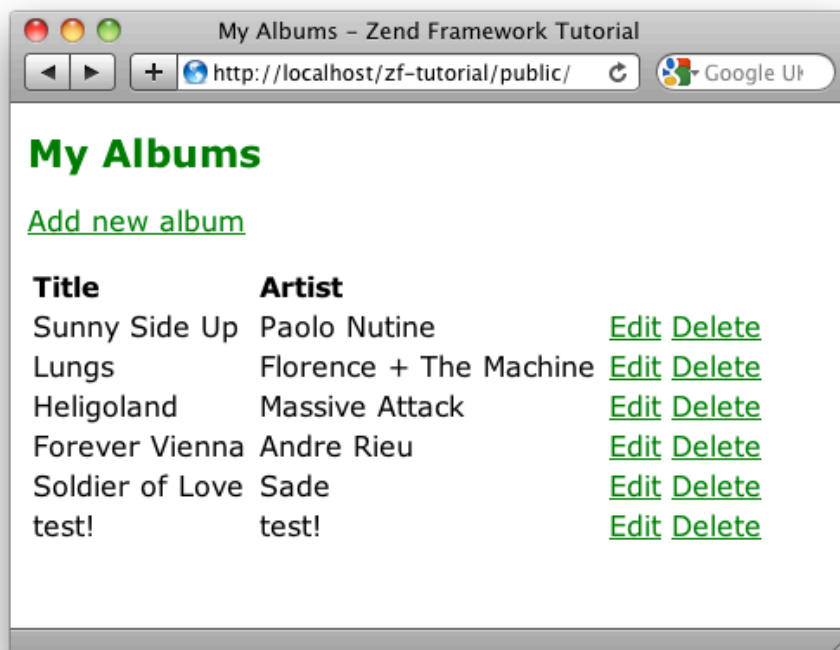 My Albums – Zend Framework Tutorial
http://localhost/zf-tutorial/public/
Google
My Albums
Add new album
Title Artist
Sunny Side Up Paolo Nutine Edit Delete
Lungs Florence + The Machine Edit Delete
Heligoland Massive Attack Edit Delete
Forever Vienna Andre Rieu Edit Delete
Soldier of Love Sade Edit Delete
test! test! Edit Delete